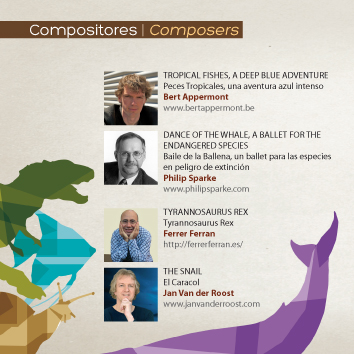 Compositores | Composers
TROPICAL FISHES, A DEEP BLUE ADVENTURE
Peces Tropicales, una aventura azul intenso
Bert Appermont
www.bertappermont.be
DANCE OF THE WHALE, A BALLET FOR THE
ENDANGERED SPECIES
Baile de la Ballena, un ballet para las especies
en peligro de extinción
Philip Sparke
www.philipsparke.com
TYRANNOSAURUS REX
Tyrannosaurus Rex
Ferrer Ferran
http://ferrerferran.es/
THE SNAIL
El Caracol
Jan Van der Roost
www.janvanderroost.com